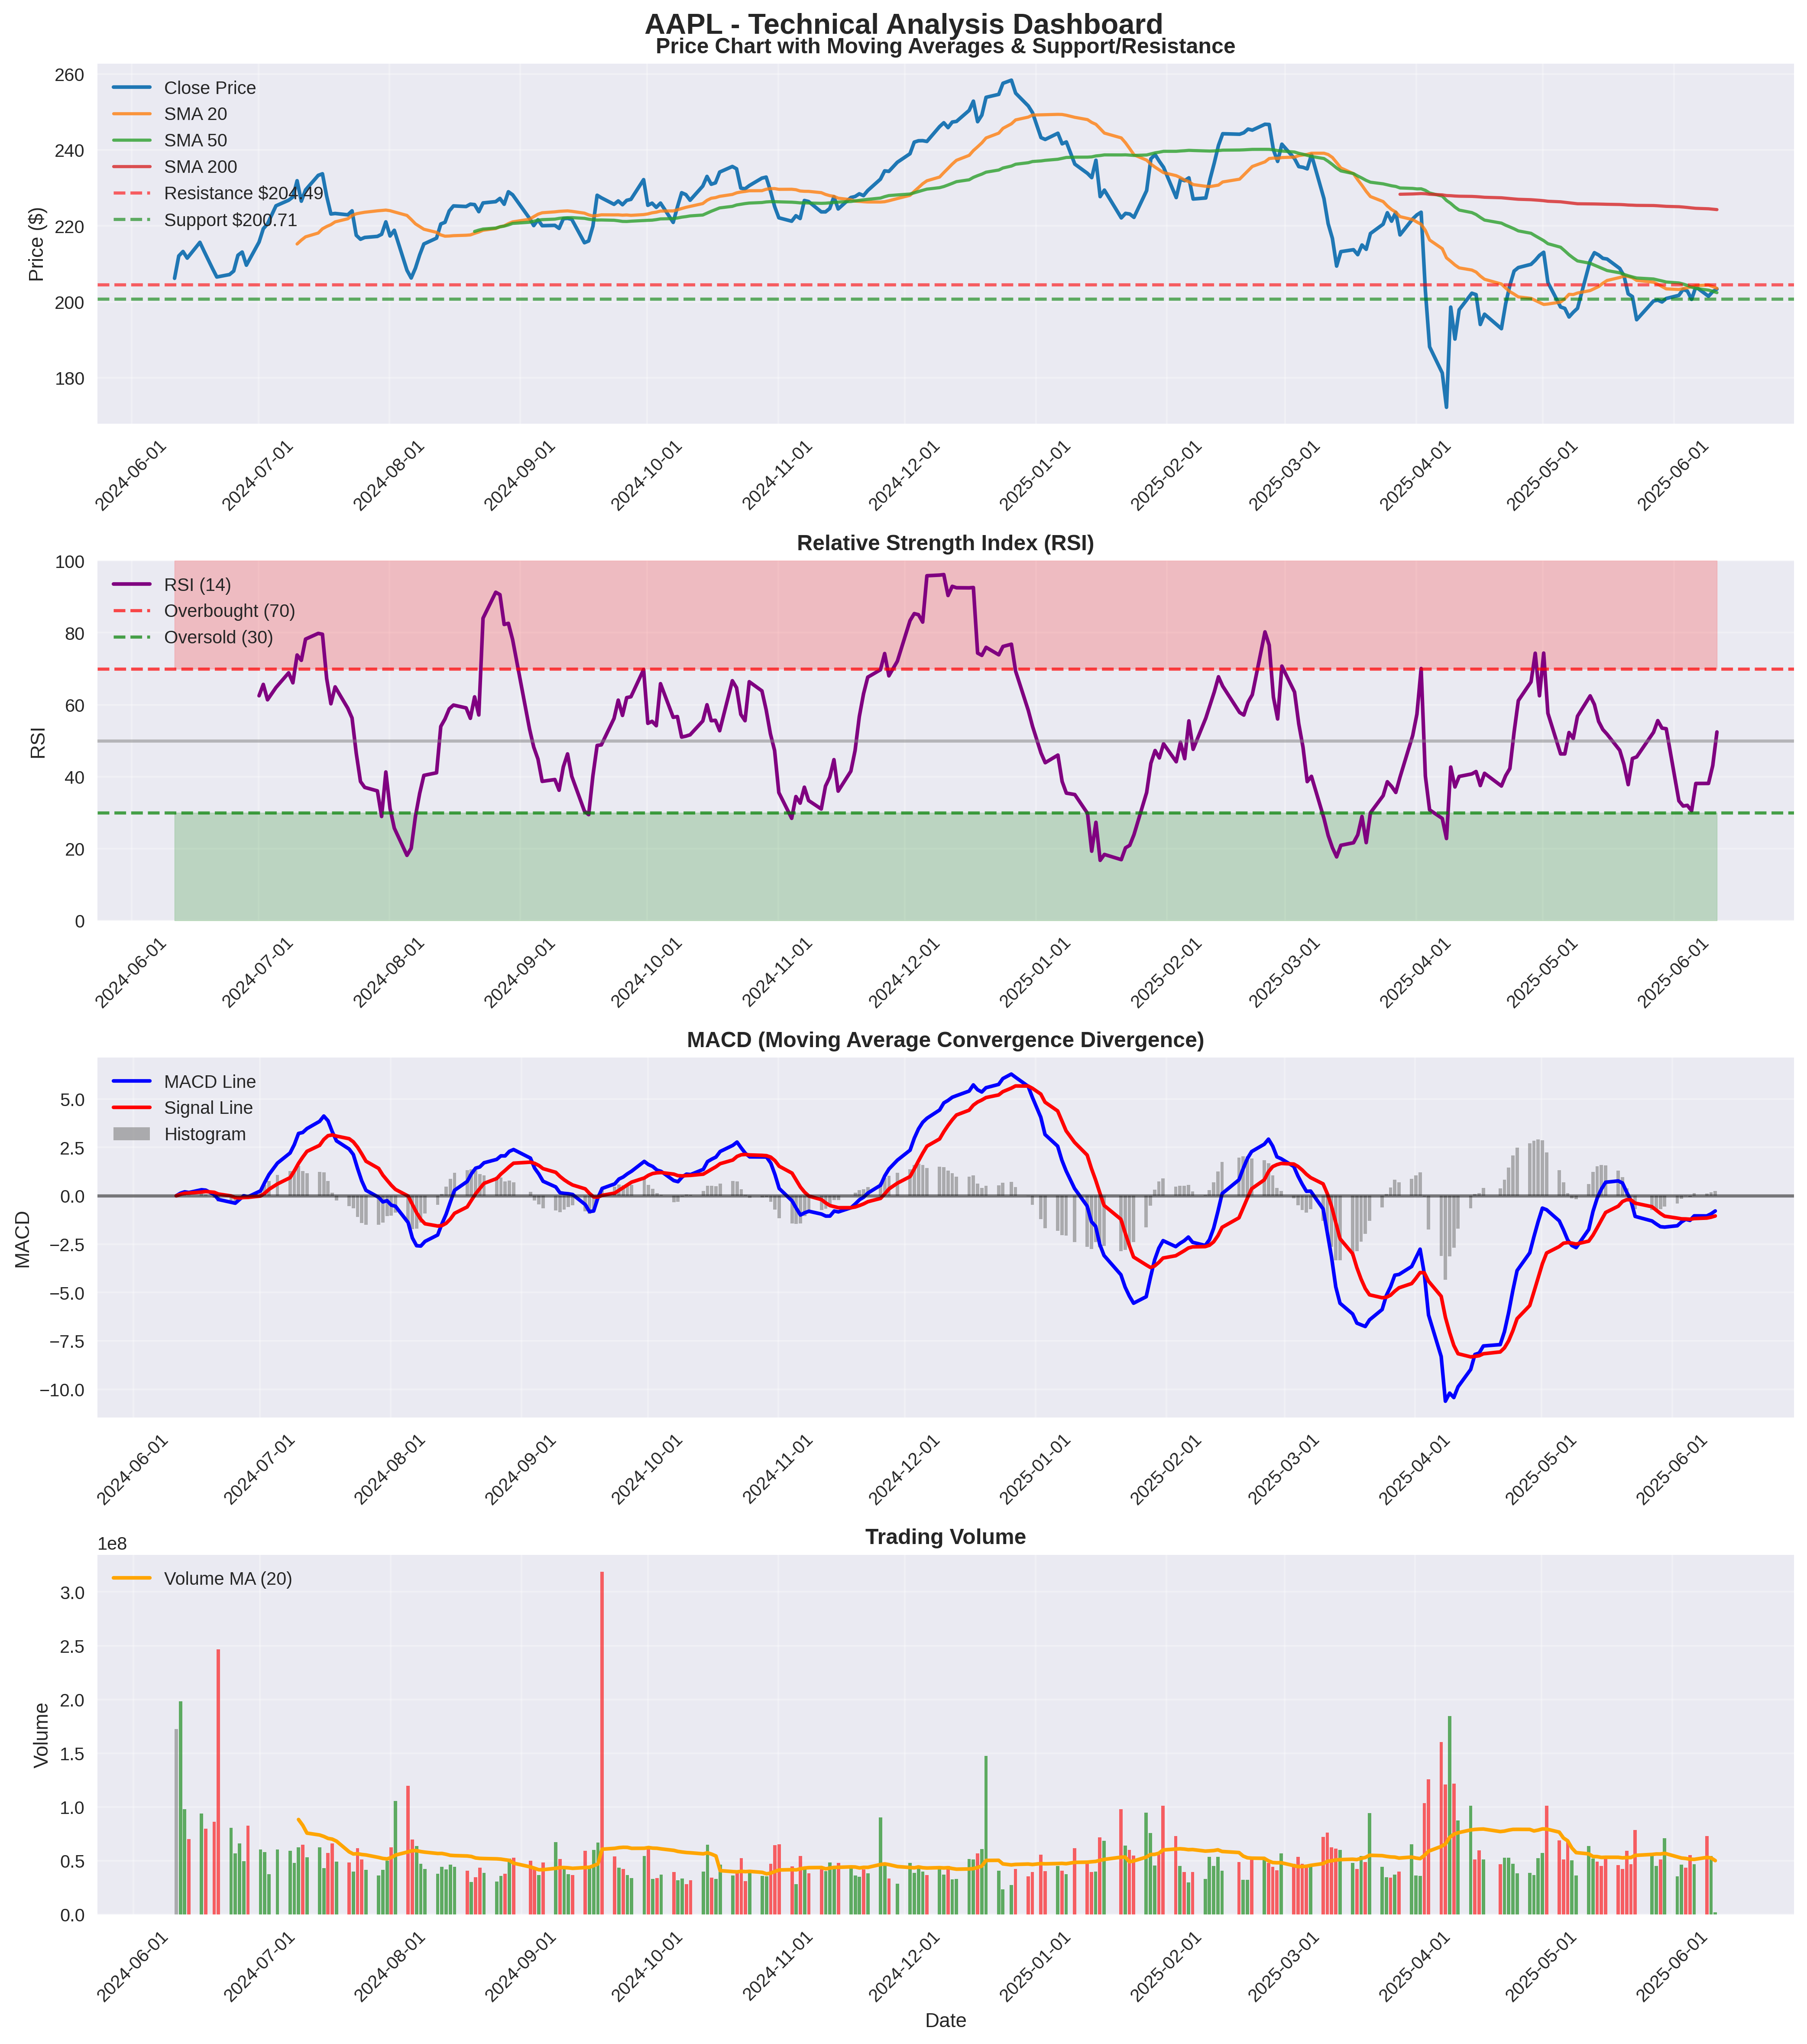 AAPL - Technical Analysis Dashboard
Price Chart with Moving Averages & Support/Resistance
Close Price
SMA 20
SMA 50
SMA 200
Resistance $204.49
Support $200.71
Price ($)
260
240
220
200
180
2024-06-01 2024-07-01 2024-08-01 2024-09-01 2024-10-01 2024-11-01 2024-12-01 2025-01-01 2025-02-01 2025-03-01 2025-04-01 2025-05-01 2025-06-01
Relative Strength Index (RSI)
RSI (14)
Overbought (70)
Oversold (30)
RSI
100
80
60
40
20
0
2024-06-01 2024-07-01 2024-08-01 2024-09-01 2024-10-01 2024-11-01 2024-12-01 2025-01-01 2025-02-01 2025-03-01 2025-04-01 2025-05-01 2025-06-01
MACD (Moving Average Convergence Divergence)
MACD Line
Signal Line
Histogram
MACD
5.0
2.5
0.0
−2.5
−5.0
−7.5
−10.0
2024-06-01 2024-07-01 2024-08-01 2024-09-01 2024-10-01 2024-11-01 2024-12-01 2025-01-01 2025-02-01 2025-03-01 2025-04-01 2025-05-01 2025-06-01
Trading Volume
1e8
Volume MA (20)
Volume
3.0
2.5
2.0
1.5
1.0
0.5
0.0
2024-06-01 2024-07-01 2024-08-01 2024-09-01 2024-10-01 2024-11-01 2024-12-01 2025-01-01 2025-02-01 2025-03-01 2025-04-01 2025-05-01 2025-06-01
Date